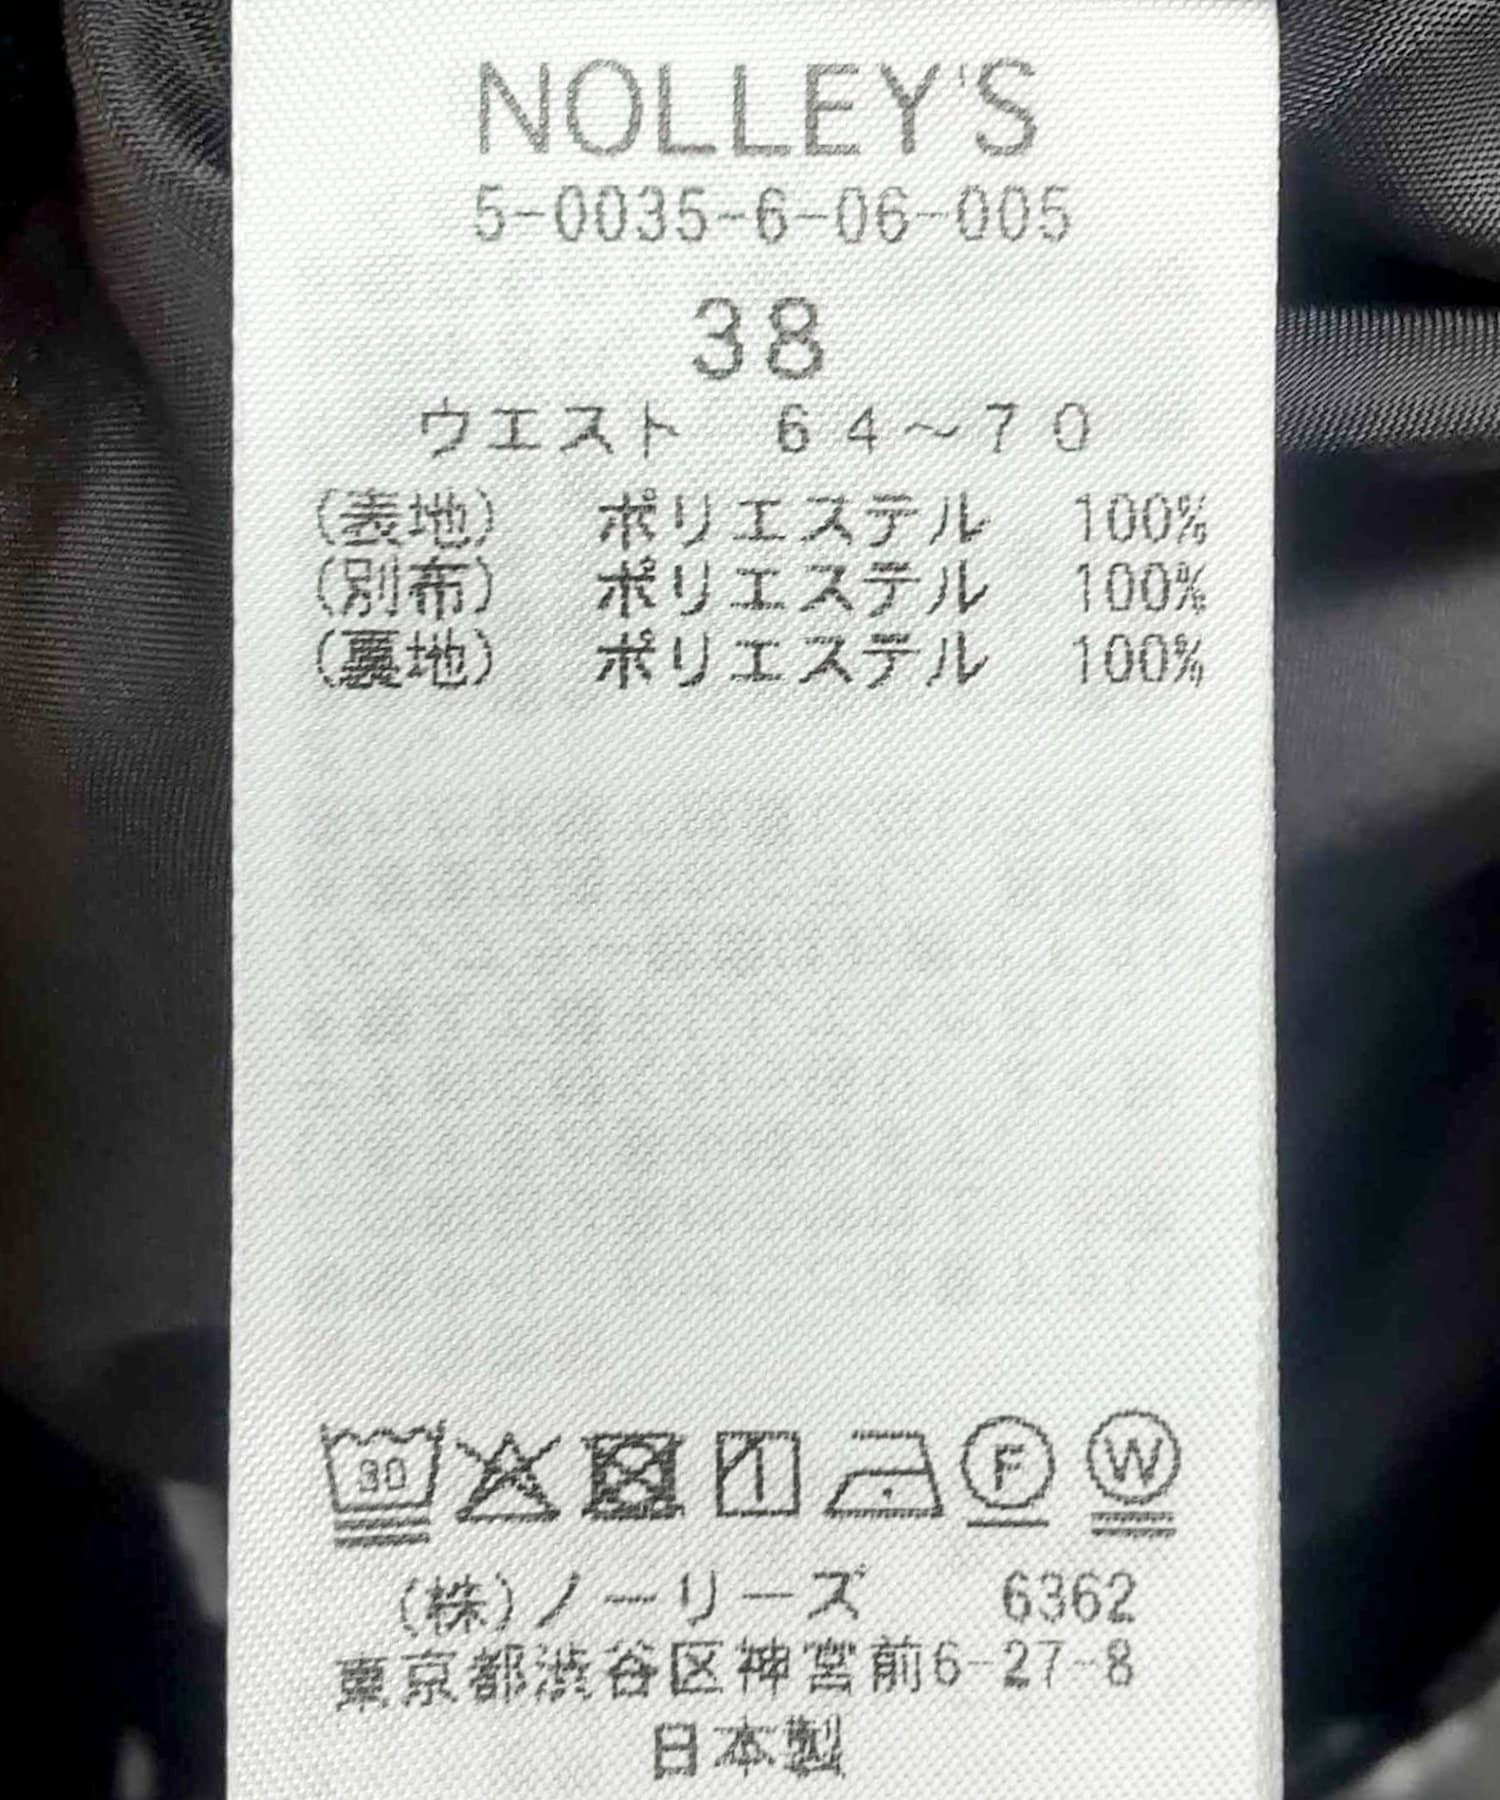 NOLLEY'S
5-0035-6-06-005
38
ウエスト 64～70
(表地) ポリエステル 100%
(別布) ポリエステル 100%
(裏地) ポリエステル 100%
30 F W
(株)ノーリーズ 6362
東京都渋谷区神宮前6-27-8
日本製